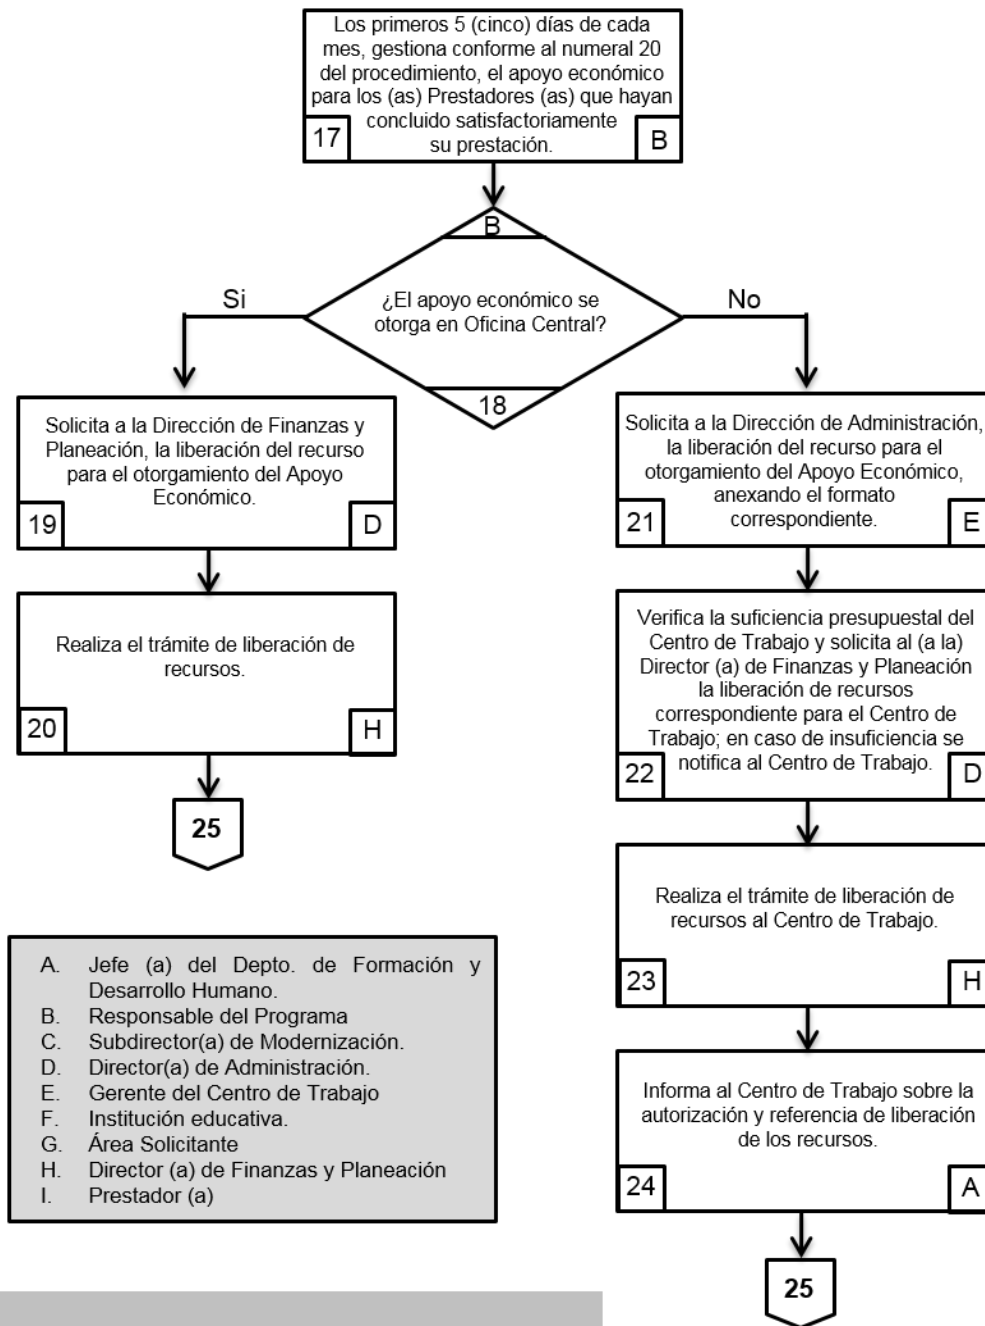 Los primeros 5 (cinco) días de cada
mes, gestiona conforme al numeral 20
del procedimiento, el apoyo económico
para los (as) Prestadores (as) que hayan
concluido satisfactoriamente
su prestación.
17
B
B
¿El apoyo económico se
otorga en Oficina Central?
18
Si
No
Solicita a la Dirección de Finanzas y
Planeación, la liberación del recurso
para el otorgamiento del Apoyo
Económico.
19
D
Realiza el trámite de liberación de
recursos.
20
H
25
Solicita a la Dirección de Administración,
la liberación del recurso para el
otorgamiento del Apoyo Económico,
anexando el formato
correspondiente.
21
E
Verifica la suficiencia presupuestal del
Centro de Trabajo y solicita al (a la)
Director (a) de Finanzas y Planeación
la liberación de recursos
correspondiente para el Centro de
Trabajo; en caso de insuficiencia se
notifica al Centro de Trabajo.
22
D
Realiza el trámite de liberación de
recursos al Centro de Trabajo.
23
H
Informa al Centro de Trabajo sobre la
autorización y referencia de liberación
de los recursos.
24
A
25
A. Jefe (a) del Depto. de Formación y
Desarrollo Humano.
B. Responsable del Programa
C. Subdirector(a) de Modernización.
D. Director(a) de Administración.
E. Gerente del Centro de Trabajo
F. Institución educativa.
G. Área Solicitante
H. Director (a) de Finanzas y Planeación
I. Prestador (a)